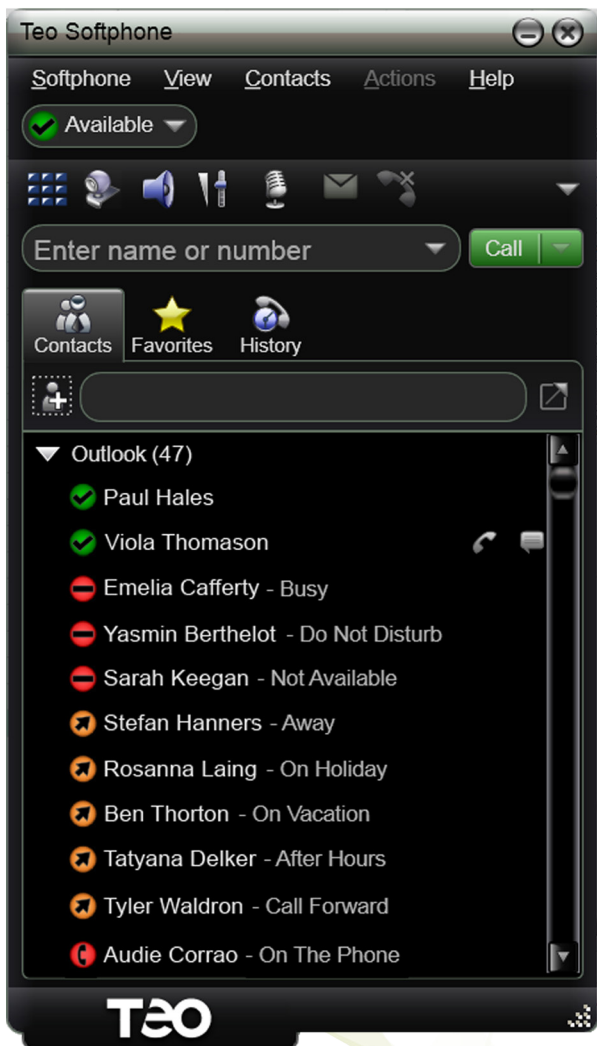 Teo Softphone
Softphone View Contacts Actions Help
Available
Enter name or number Call
Contacts Favorites History
Outlook (47)
Paul Hales
Viola Thomason
Emelia Cafferty - Busy
Yasmin Berthelot - Do Not Disturb
Sarah Keegan - Not Available
Stefan Hanners - Away
Rosanna Laing - On Holiday
Ben Thorton - On Vacation
Tatyana Delker - After Hours
Tyler Waldron - Call Forward
Audie Corrao - On The Phone
Teo